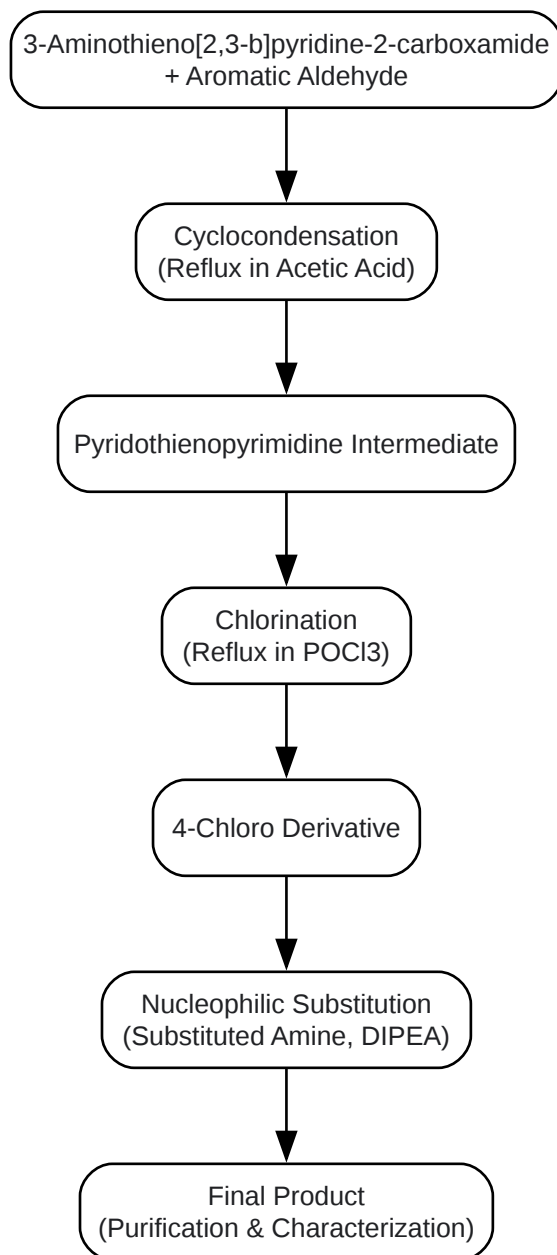 3-Aminothieno[2,3-b]pyridine-2-carboxamide
+ Aromatic Aldehyde
Cyclocondensation
(Reflux in Acetic Acid)
Pyridothienopyrimidine Intermediate
Chlorination
(Reflux in POCl3)
4-Chloro Derivative
Nucleophilic Substitution
(Substituted Amine, DIPEA)
Final Product
(Purification & Characterization)